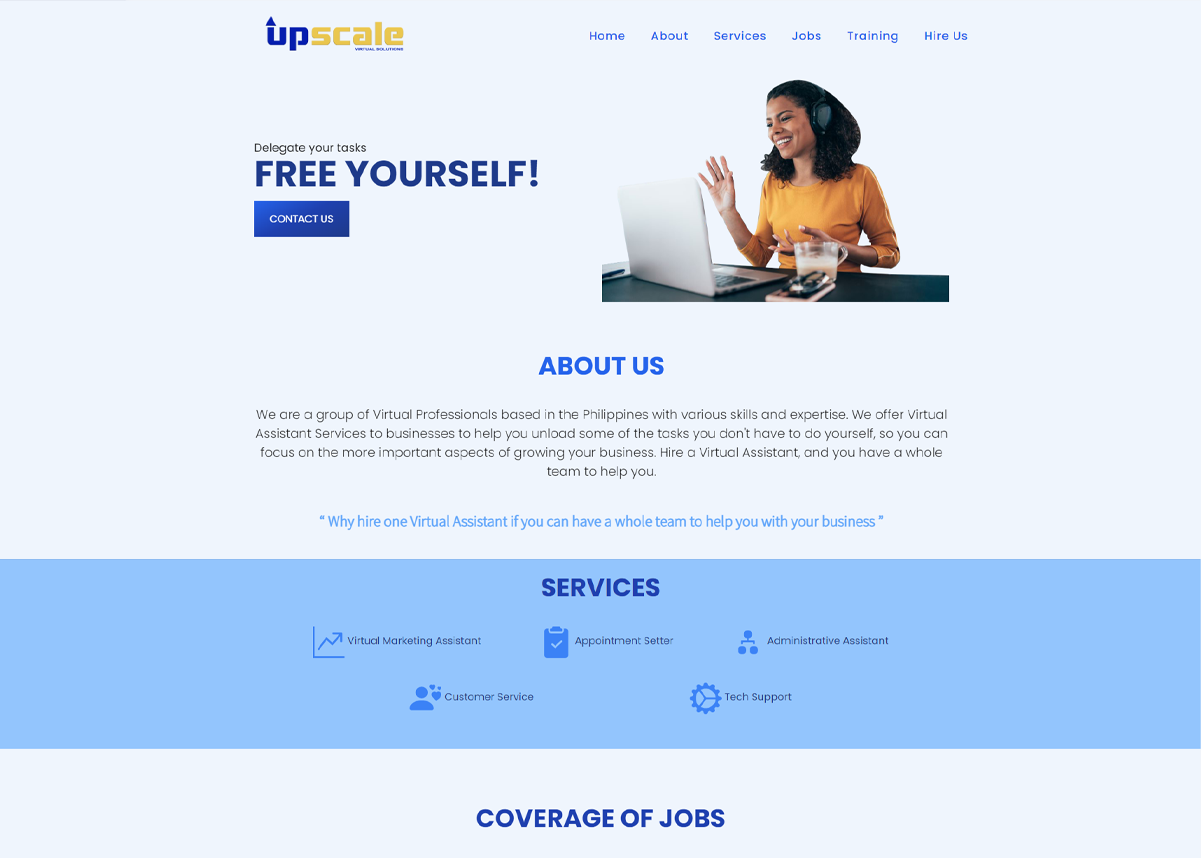 upscale
VIRTUAL SOLUTIONS
Home About Services Jobs Training Hire Us
Delegate your tasks
FREE YOURSELF!
CONTACT US
ABOUT US
We are a group of Virtual Professionals based in the Philippines with various skills and expertise. We offer Virtual
Assistant Services to businesses to help you unload some of the tasks you don't have to do yourself, so you can
focus on the more important aspects of growing your business. Hire a Virtual Assistant, and you have a whole
team to help you.
“ Why hire one Virtual Assistant if you can have a whole team to help you with your business ”
SERVICES
Virtual Marketing Assistant Appointment Setter Administrative Assistant
Customer Service Tech Support
COVERAGE OF JOBS